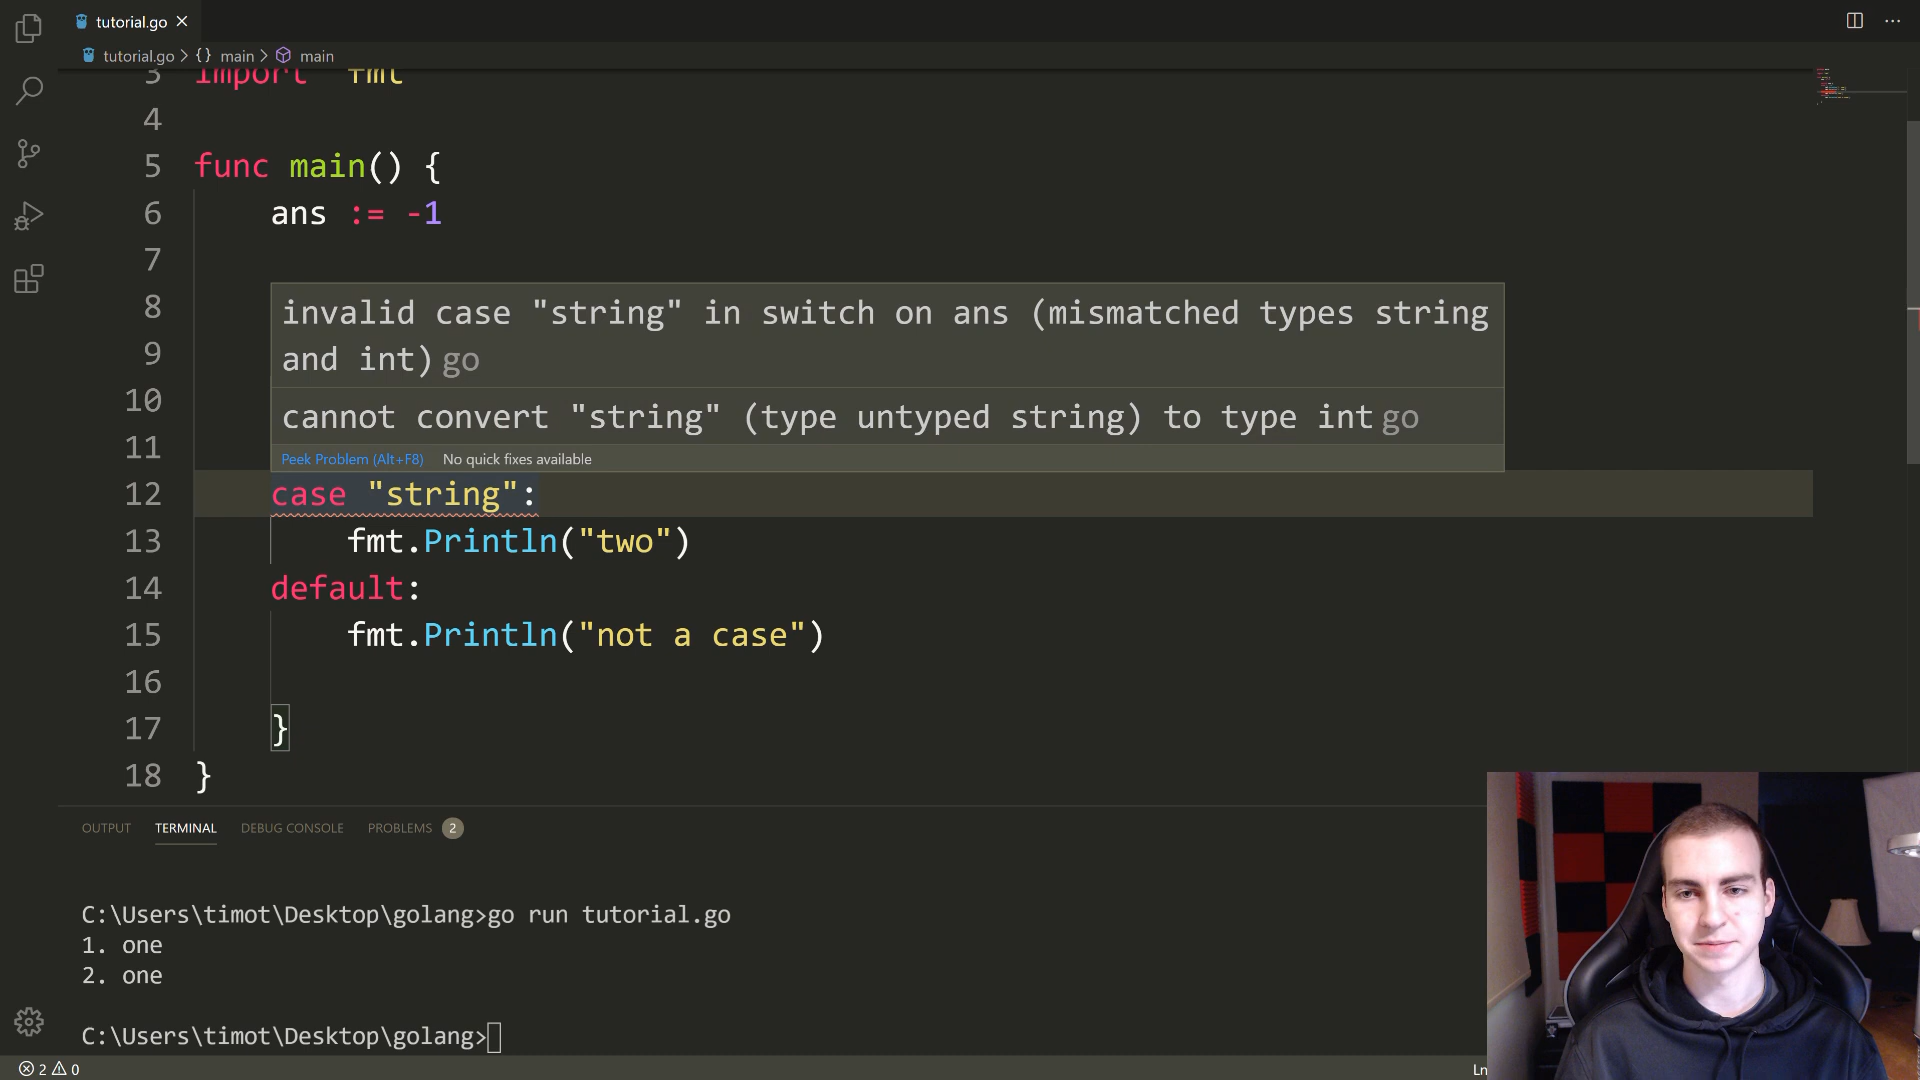 tutorial.go
tutorial.go > {} main > main
3 import "fmt"
4
5 func main() {
6 ans := -1
7
8 invalid case "string" in switch on ans (mismatched types string
9 and int) go
10 cannot convert "string" (type untyped string) to type int go
11 Peek Problem (Alt+F8) No quick fixes available
12 case "string":
13 fmt.Println("two")
14 default:
15 fmt.Println("not a case")
16
17 }
18 }
OUTPUT TERMINAL DEBUG CONSOLE PROBLEMS 2
C:\Users\timot\Desktop\golang>go run tutorial.go
1. one
2. one
C:\Users\timot\Desktop\golang>
2 0 Ln